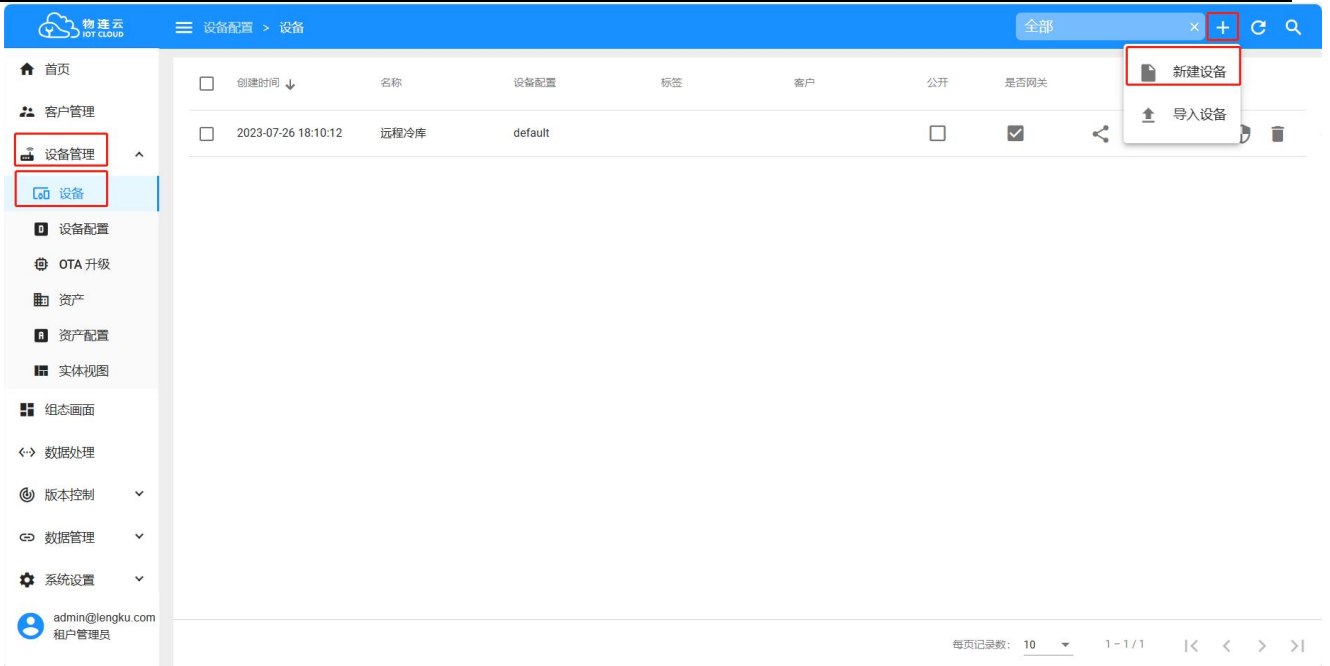 物连云
IOT CLOUD
设备配置 > 设备
全部
首页
客户管理
设备管理
设备
设备配置
OTA 升级
资产
资产配置
实体视图
组态画面
数据处理
版本控制
数据管理
系统设置
admin@lengku.com
租户管理员
新建设备
导入设备
创建时间 名称 设备配置 标签 客户 公开 是否网关
2023-07-26 18:10:12 远程冷库 default
每页记录数: 10 1 – 1 / 1